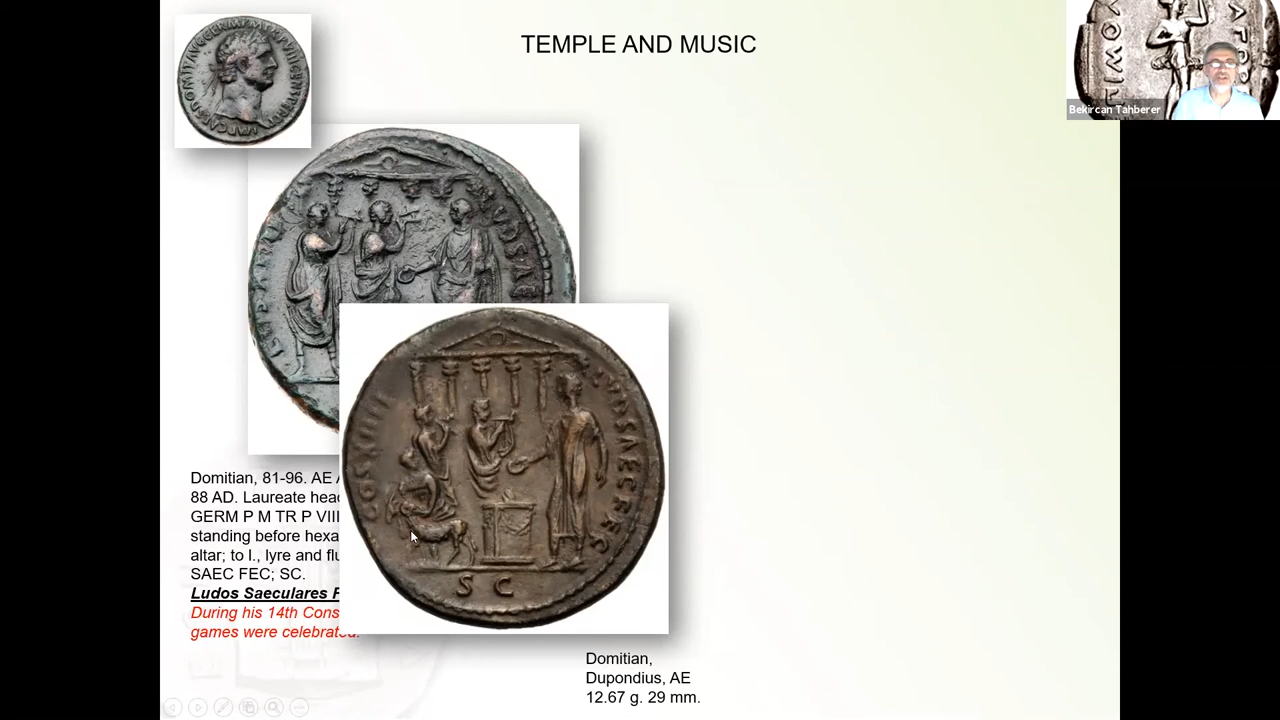 TEMPLE AND MUSIC
Bekircan Tahberer
Domitian, 81-96. AE
88 AD. Laureate head
GERM P M TR P VIII
standing before hexa
altar; to l., lyre and flu
SAEC FEC; SC.
Ludos Saeculares F
During his 14th Cons
games were celebrated.
COS XIIII
LVD SAEC FEC
S C
Domitian,
Dupondius, AE
12.67 g. 29 mm.